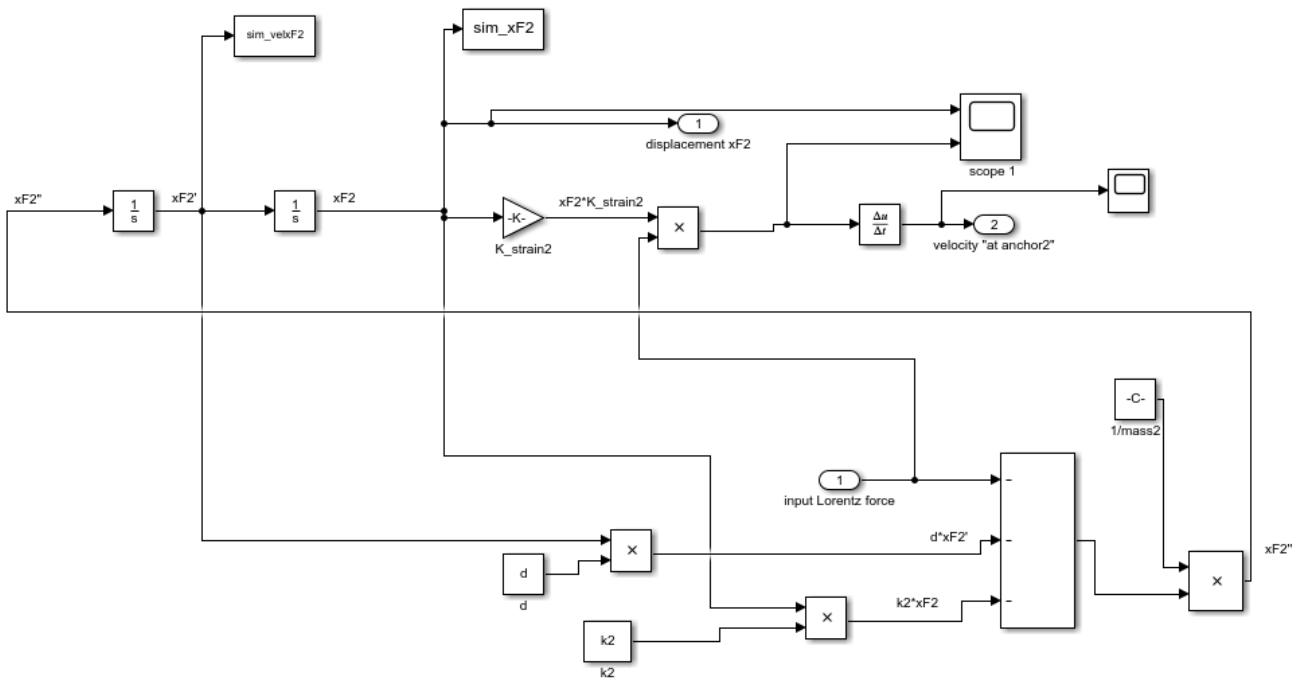 sim_velxF2
sim_xF2
1
displacement xF2
scope 1
xF2"
1
s
xF2'
1
s
xF2
-K-
K_strain2
xF2*K_strain2
×
Δu
Δt
2
velocity "at anchor2"
-C-
1/mass2
1
input Lorentz force
−
d
d
×
d*xF2'
−
k2
k2
×
k2*xF2
−
×
xF2"